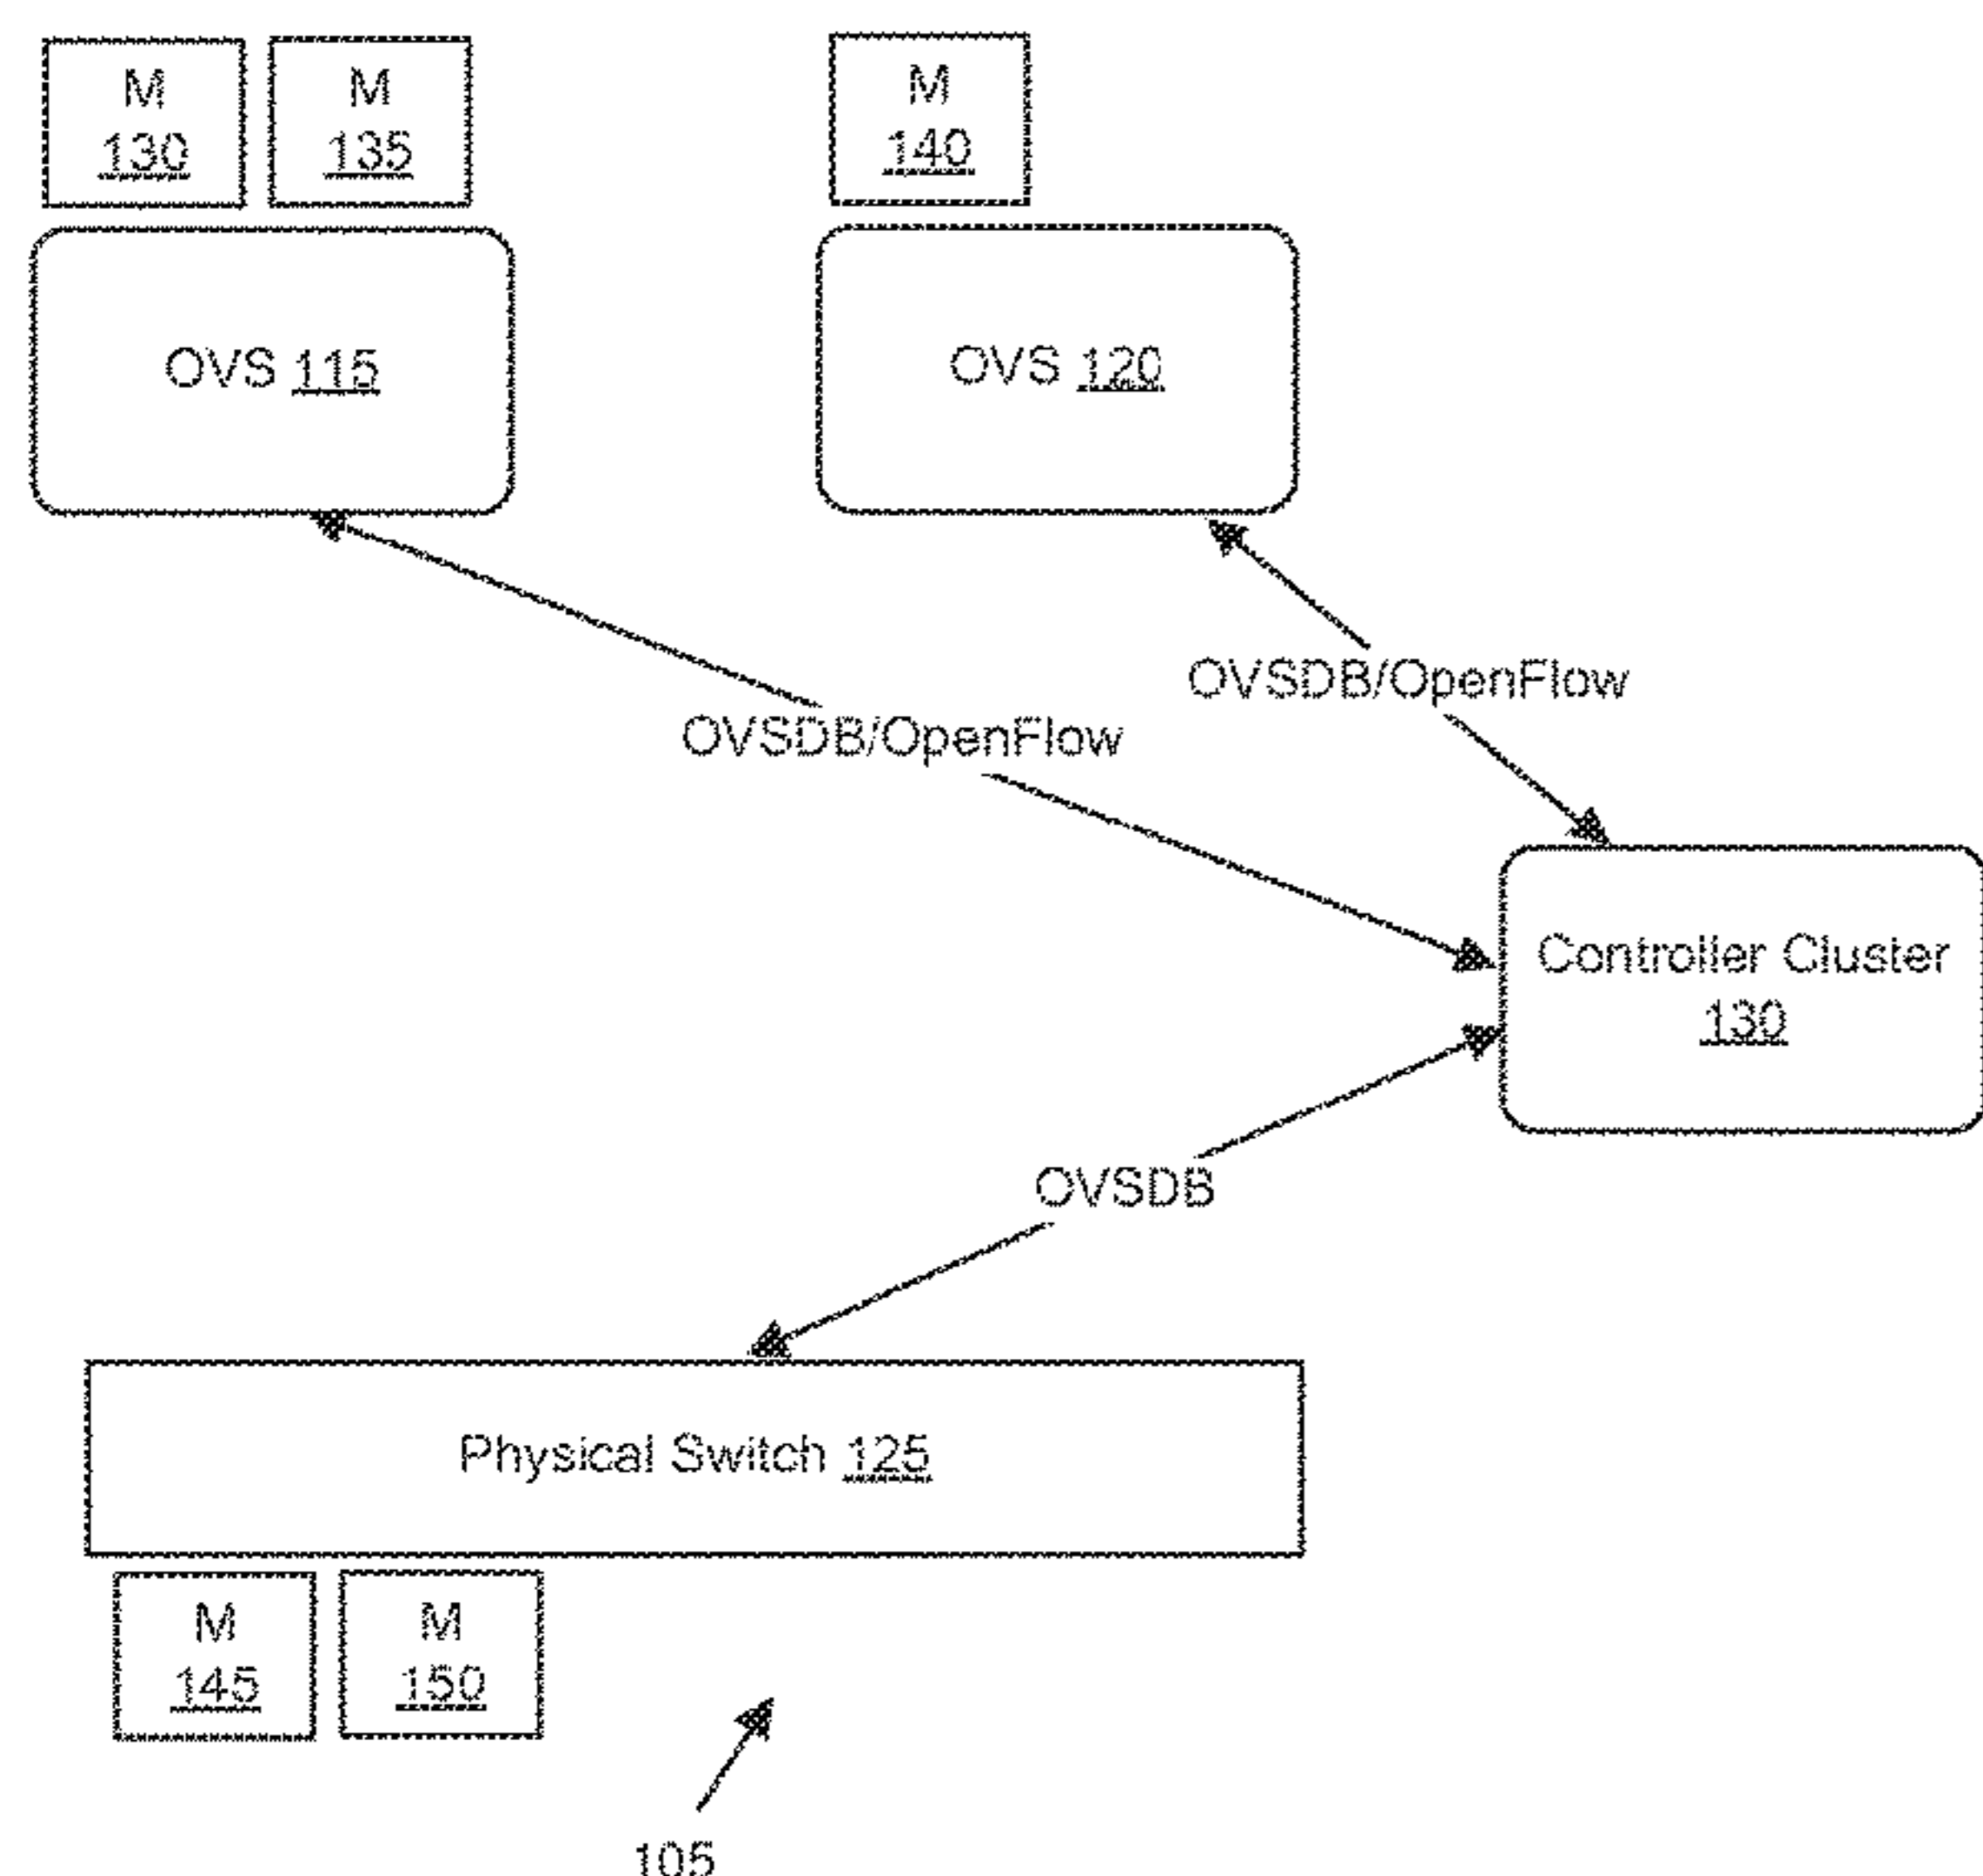 M
130
M
135
M
140
OVS 115
OVS 120
OVSDB/OpenFlow
OVSDB/OpenFlow
Controller Cluster
130
OVSDB
Physical Switch 125
M
145
M
150
105